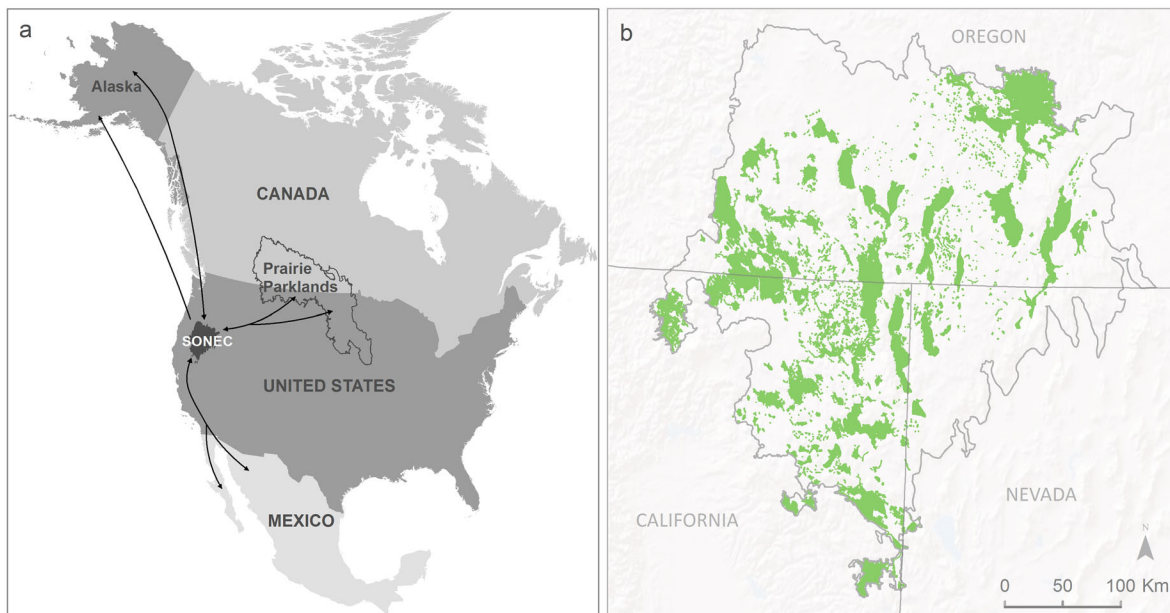 a
Alaska
CANADA
Prairie
Parklands
SONEC
UNITED STATES
MEXICO
b
OREGON
CALIFORNIA
NEVADA
N
0 50 100 Km